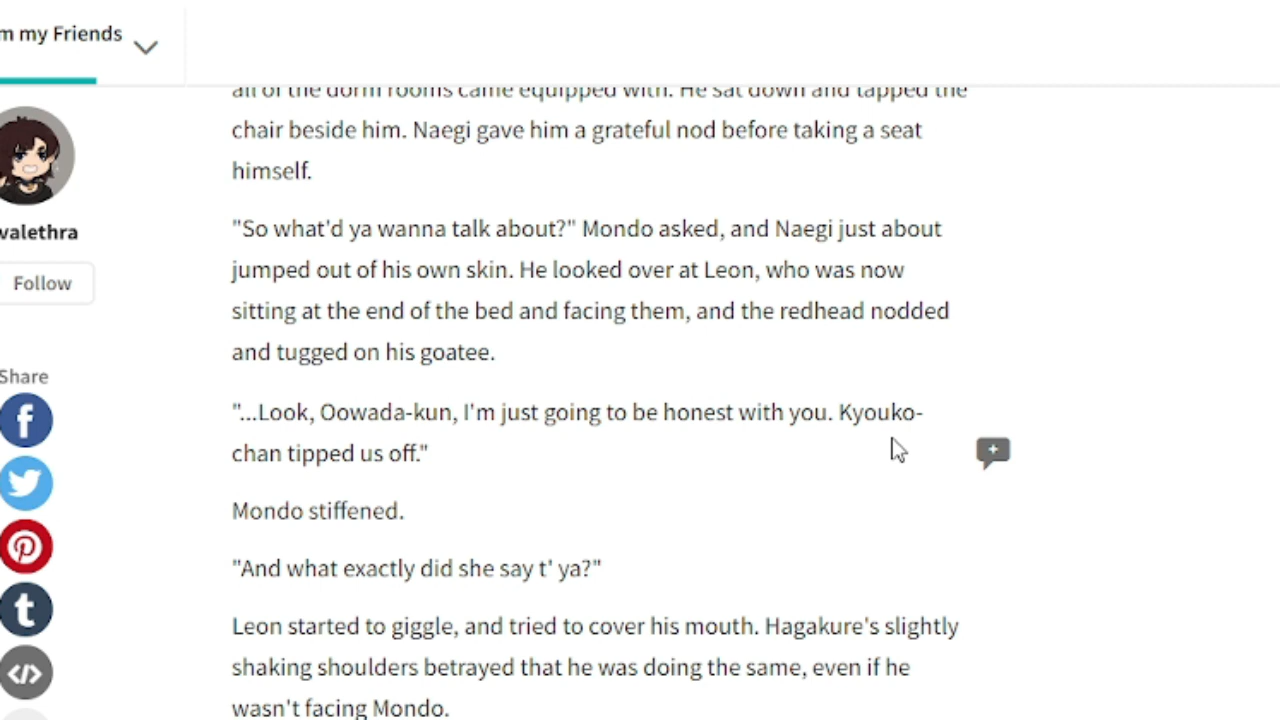 m my Friends
all of the dorm rooms came equipped with. He sat down and tapped the
chair beside him. Naegi gave him a grateful nod before taking a seat
himself.
valethra
"So what'd ya wanna talk about?" Mondo asked, and Naegi just about
jumped out of his own skin. He looked over at Leon, who was now
Follow
sitting at the end of the bed and facing them, and the redhead nodded
and tugged on his goatee.
Share
"...Look, Oowada-kun, I'm just going to be honest with you. Kyouko-
chan tipped us off."
Mondo stiffened.
"And what exactly did she say t' ya?"
Leon started to giggle, and tried to cover his mouth. Hagakure's slightly
shaking shoulders betrayed that he was doing the same, even if he
wasn't facing Mondo.